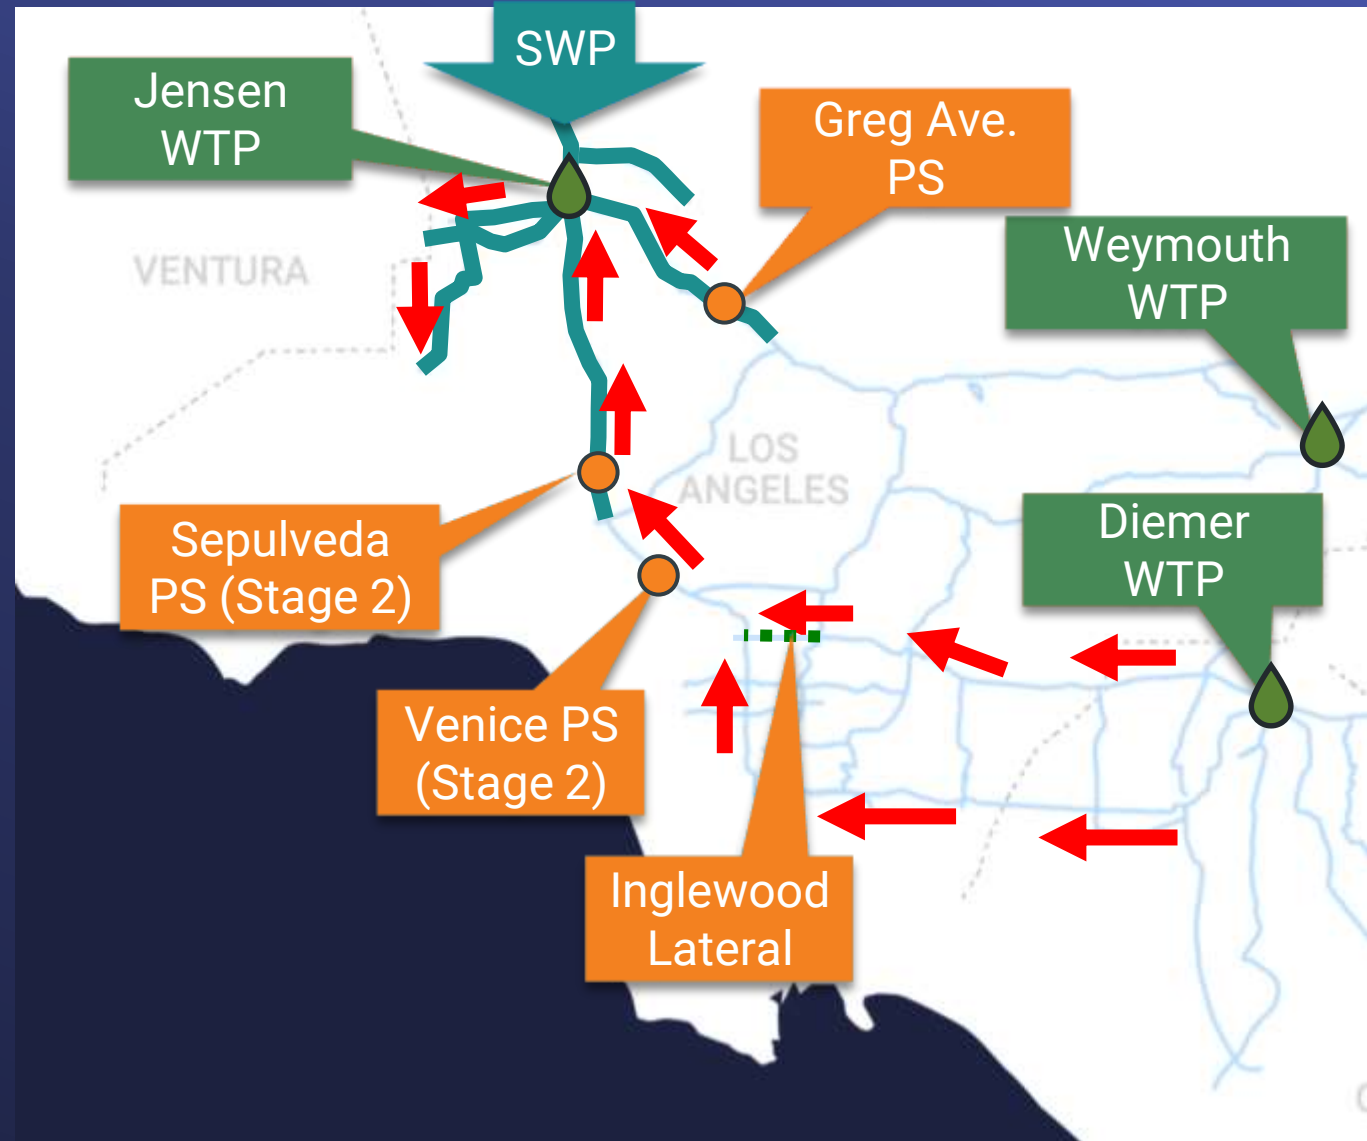 SWP
Jensen
WTP
Greg Ave.
PS
Weymouth
WTP
VENTURA
LOS
ANGELES
Diemer
WTP
Sepulveda
PS (Stage 2)
Venice PS
(Stage 2)
Inglewood
Lateral